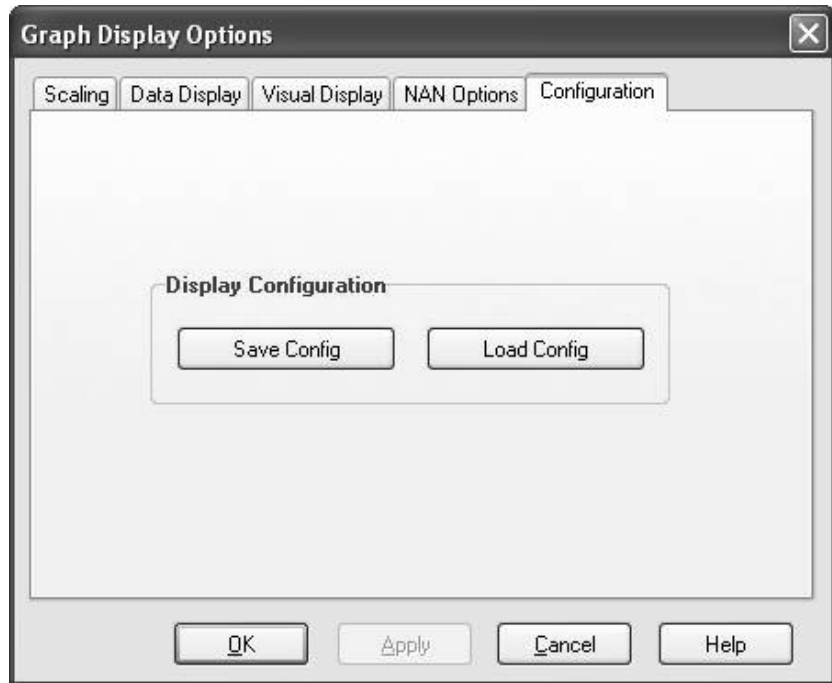 Graph Display Options
Scaling Data Display Visual Display NAN Options Configuration
Display Configuration
Save Config Load Config
OK Apply Cancel Help